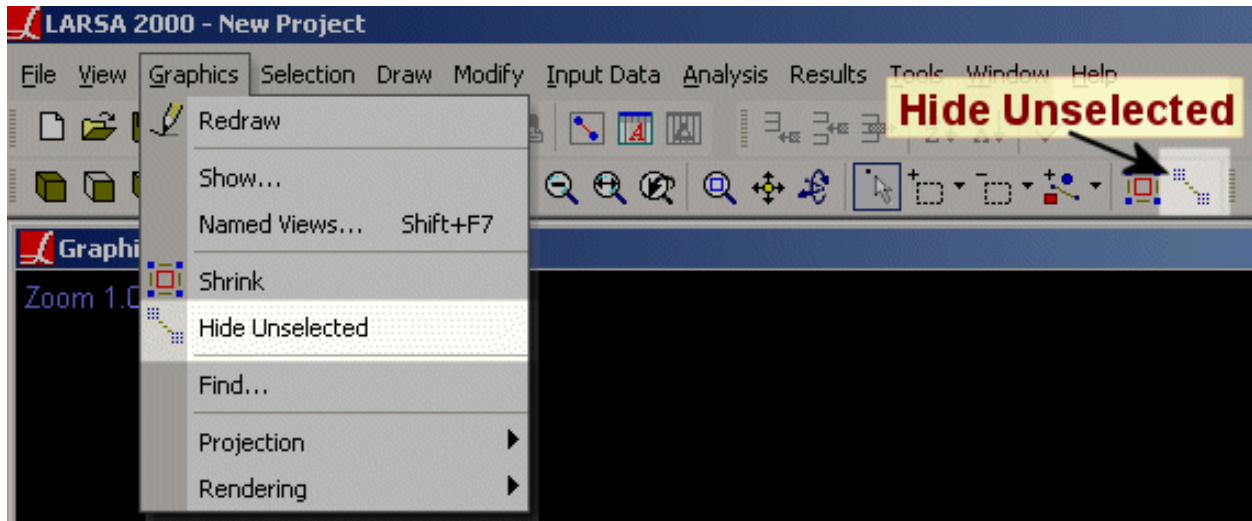 LARSA 2000 - New Project
File View Graphics Selection Draw Modify Input Data Analysis Results Tools Window Help
Hide Unselected
Redraw
Show...
Named Views... Shift+F7
Graphi
Zoom 1.0
Shrink
Hide Unselected
Find...
Projection
Rendering